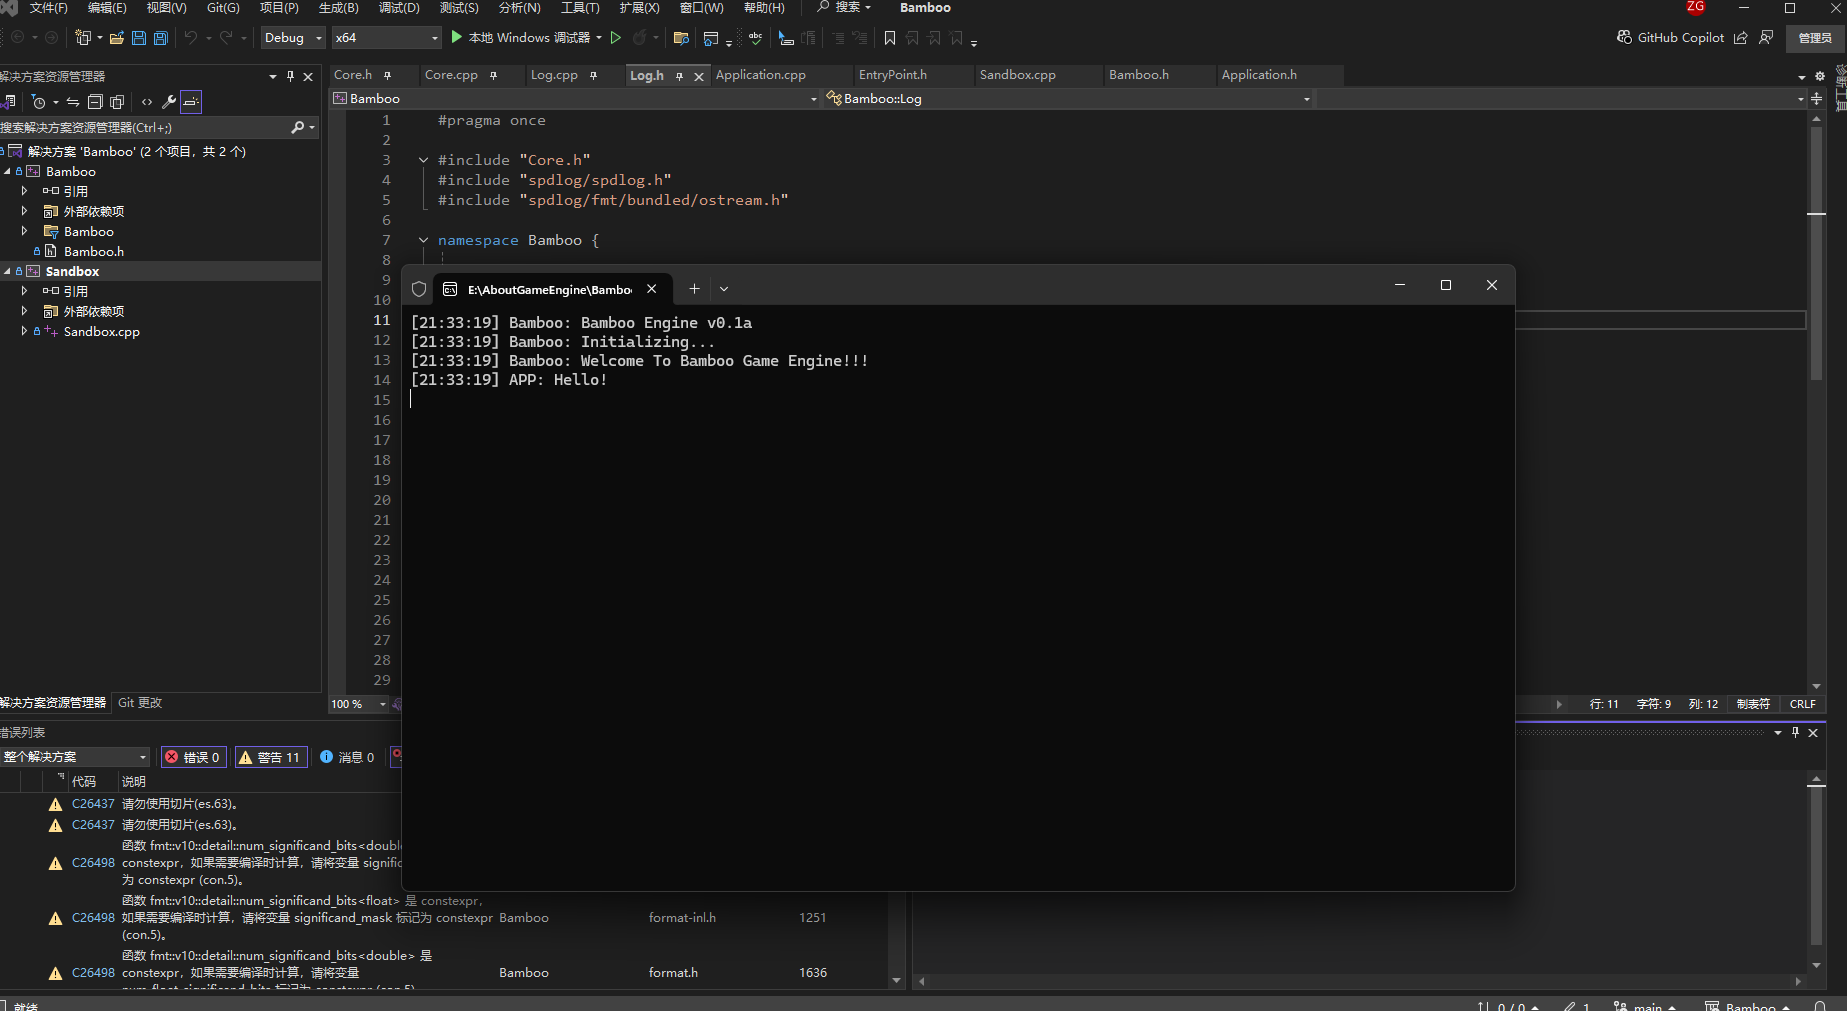 文件(F) 编辑(E) 视图(V) Git(G) 项目(P) 生成(B) 调试(D) 测试(S) 分析(N) 工具(T) 扩展(X) 窗口(W) 帮助(H) 搜索 Bamboo ZG
Debug x64 本地 Windows 调试器 GitHub Copilot 管理员
解决方案资源管理器
搜索解决方案资源管理器(Ctrl+;)
解决方案 'Bamboo' (2 个项目，共 2 个)
Bamboo
引用
外部依赖项
Bamboo
Bamboo.h
Sandbox
引用
外部依赖项
Sandbox.cpp
解决方案资源管理器 Git 更改
Core.h Core.cpp Log.cpp Log.h Application.cpp EntryPoint.h Sandbox.cpp Bamboo.h Application.h
Bamboo Bamboo::Log
1 #pragma once
2
3 #include "Core.h"
4 #include "spdlog/spdlog.h"
5 #include "spdlog/fmt/bundled/ostream.h"
6
7 namespace Bamboo {
8
9
10
11
12
13
14
15
16
17
18
19
20
21
22
23
24
25
26
27
28
29
E:\AboutGameEngine\Bamboo
[21:33:19] Bamboo: Bamboo Engine v0.1a
[21:33:19] Bamboo: Initializing...
[21:33:19] Bamboo: Welcome To Bamboo Game Engine!!!
[21:33:19] APP: Hello!
100 % 行: 11 字符: 9 列: 12 制表符 CRLF
错误列表
整个解决方案 错误 0 警告 11 消息 0
代码 说明
C26437 请勿使用切片(es.63)。
C26437 请勿使用切片(es.63)。
函数 fmt::v10::detail::num_significand_bits<double
C26498 constexpr，如果需要编译时计算，请将变量 signific
为 constexpr (con.5)。
函数 fmt::v10::detail::num_significand_bits<float> 是 constexpr，
C26498 如果需要编译时计算，请将变量 significand_mask 标记为 constexpr Bamboo format-inl.h 1251
(con.5)。
函数 fmt::v10::detail::num_significand_bits<double> 是
C26498 constexpr，如果需要编译时计算，请将变量 Bamboo format.h 1636
num_float_significand_bits 标记为 constexpr (con.5)
就绪 0 / 0 1 main Bamboo